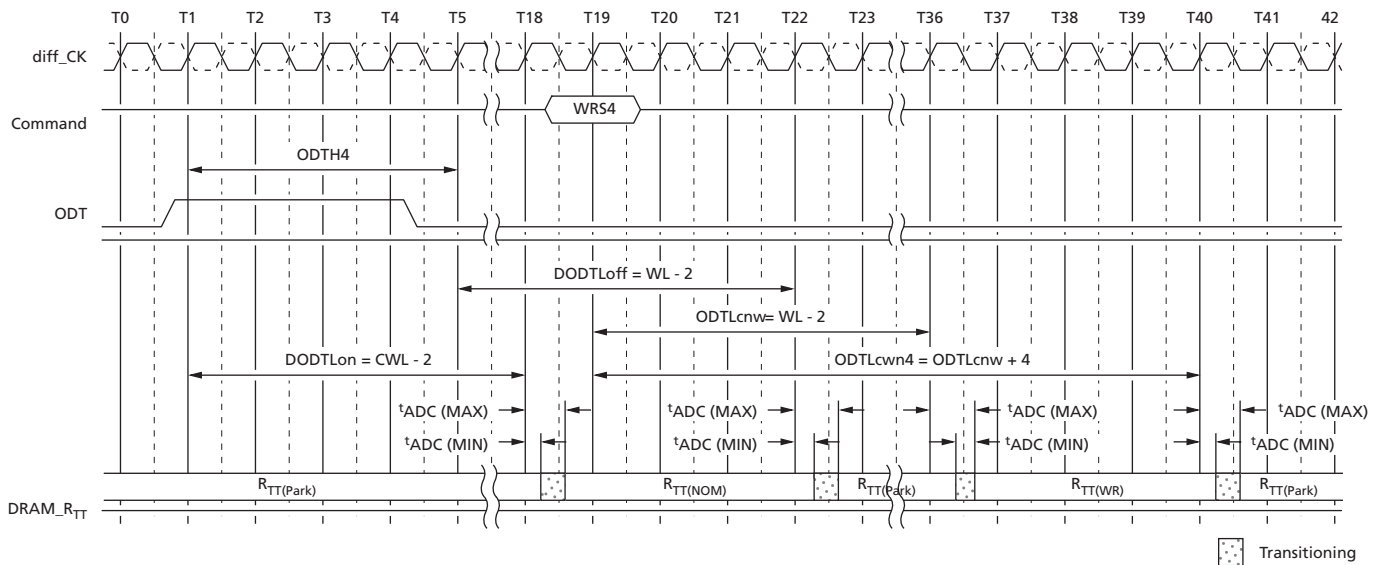 T0 T1 T2 T3 T4 T5 T18 T19 T20 T21 T22 T23 T36 T37 T38 T39 T40 T41 42
diff_CK
WRS4
Command
ODTH4
ODT
DODTLoff = WL - 2
ODTLcnw= WL - 2
DODTLon = CWL - 2 ODTLcwn4 = ODTLcnw + 4
tADC (MAX) tADC (MAX) tADC (MAX) tADC (MAX)
tADC (MIN) tADC (MIN) tADC (MIN) tADC (MIN)
RTT(Park) RTT(NOM) RTT(Park) RTT(WR) RTT(Park)
DRAM_RTT
Transitioning